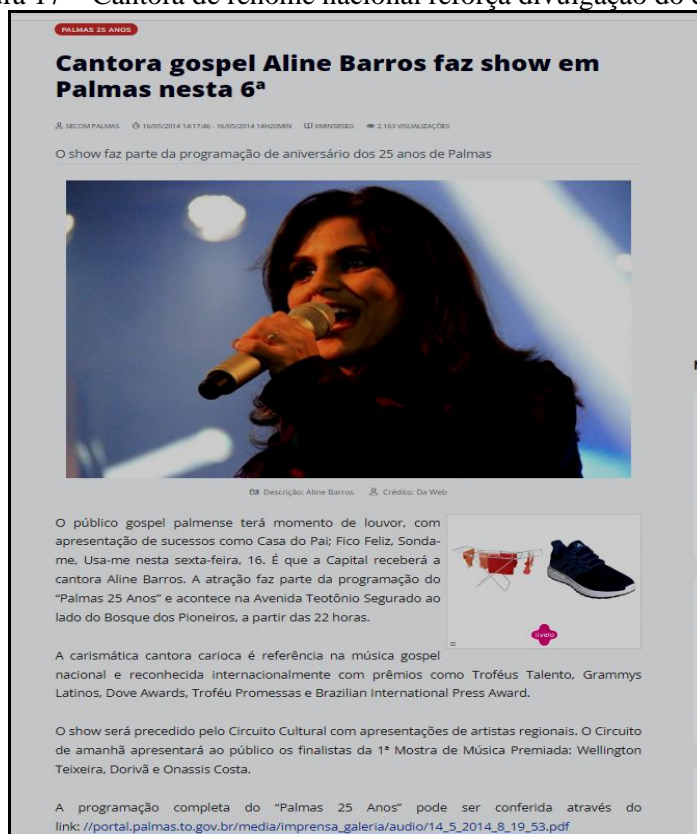 Cantora de renome nacional reforça divulgação do
PALMAS 25 ANOS
Cantora gospel Aline Barros faz show em
Palmas nesta 6ª
SECOM PALMAS 16/05/2014 14:17:46 - 16/05/2014 14H20MIN 0MIN58SEG 2.163 VISUALIZAÇÕES
O show faz parte da programação de aniversário dos 25 anos de Palmas
Descrição: Aline Barros Crédito: Da Web
O público gospel palmense terá momento de louvor, com
apresentação de sucessos como Casa do Pai; Fico Feliz, Sonda-
me, Usa-me nesta sexta-feira, 16. É que a Capital receberá a
cantora Aline Barros. A atração faz parte da programação do
“Palmas 25 Anos” e acontece na Avenida Teotônio Segurado ao
lado do Bosque dos Pioneiros, a partir das 22 horas.
livelo
A carismática cantora carioca é referência na música gospel
nacional e reconhecida internacionalmente com prêmios como Troféus Talento, Grammys
Latinos, Dove Awards, Troféu Promessas e Brazilian International Press Award.
O show será precedido pelo Circuito Cultural com apresentações de artistas regionais. O Circuito
de amanhã apresentará ao público os finalistas da 1ª Mostra de Música Premiada: Wellington
Teixeira, Dorivã e Onassis Costa.
A programação completa do “Palmas 25 Anos” pode ser conferida através do
link: //portal.palmas.to.gov.br/media/imprensa_galeria/audio/14_5_2014_8_19_53.pdf